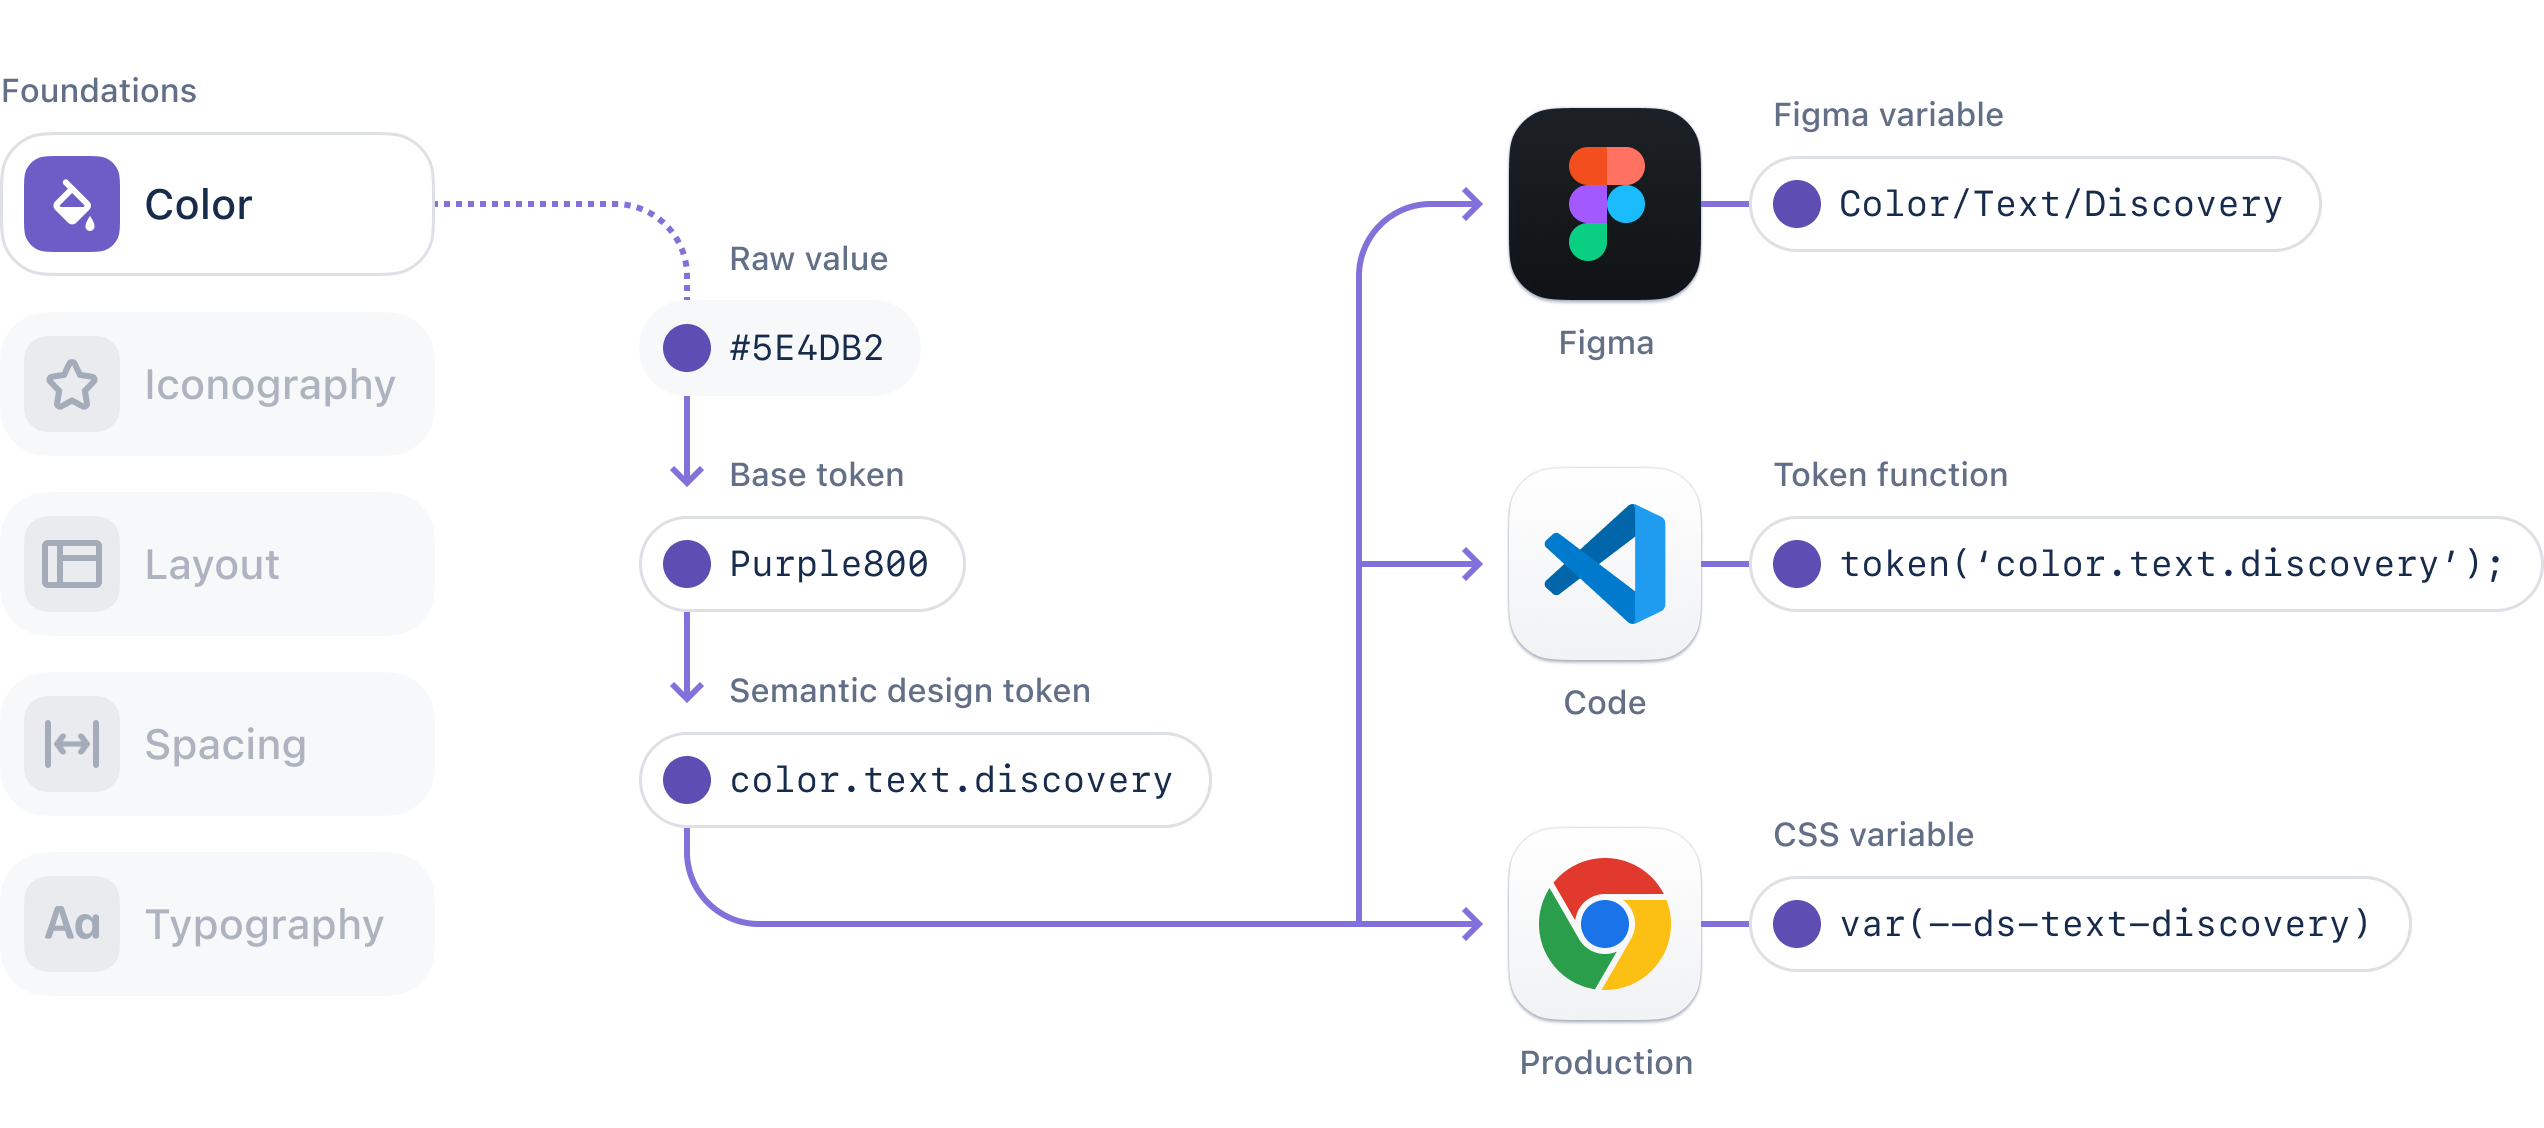 Foundations
Color
Iconography
Layout
Spacing
Aa
Typography
Raw value
#5E4DB2
Base token
Purple800
Semantic design token
color.text.discovery
Figma
Figma variable
Color/Text/Discovery
Code
Token function
token(‘color.text.discovery’);
Production
CSS variable
var(--ds-text-discovery)